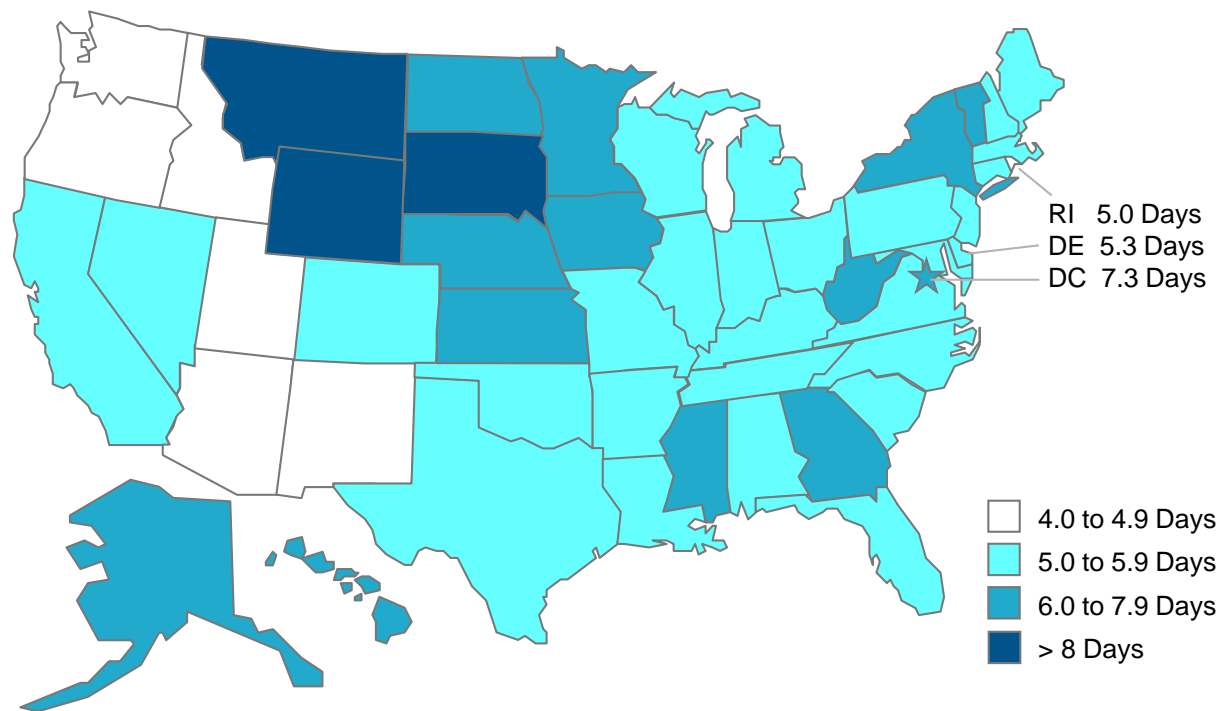 RI 5.0 Days
DE 5.3 Days
DC 7.3 Days
4.0 to 4.9 Days
5.0 to 5.9 Days
6.0 to 7.9 Days
> 8 Days